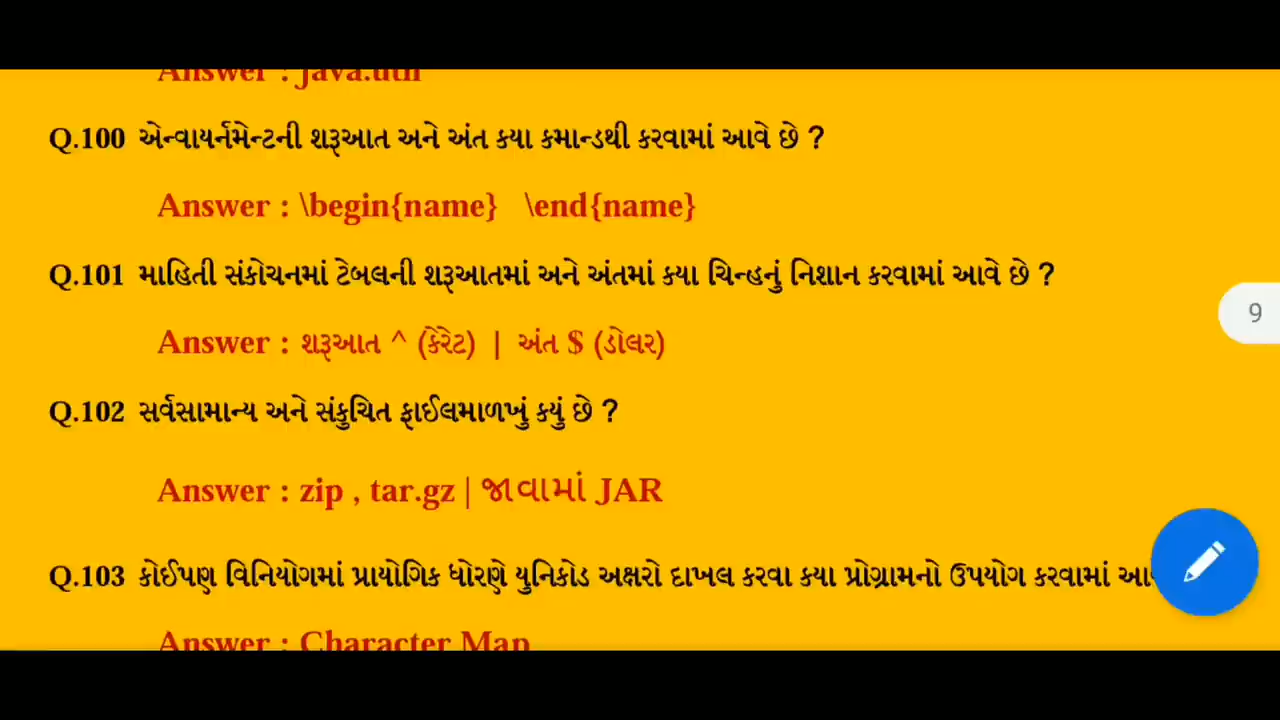 Answer : java.util
Q.100 એન્વાયર્નમેન્ટની શરૂઆત અને અંત ક્યા કમાન્ડથી કરવામાં આવે છે ?
Answer : \begin{name} \end{name}
Q.101 માહિતી સંકોચનમાં ટેબલની શરૂઆતમાં અને અંતમાં ક્યા ચિન્હનું નિશાન કરવામાં આવે છે ?
Answer : શરૂઆત ^ (કેરેટ) | અંત $ (ડોલર)
9
Q.102 સર્વસામાન્ય અને સંકુચિત ફાઈલમાળખું કયું છે ?
Answer : zip , tar.gz | જાવામાં JAR
Q.103 કોઈપણ વિનિયોગમાં પ્રાયોગિક ધોરણે યુનિકોડ અક્ષરો દાખલ કરવા ક્યા પ્રોગ્રામનો ઉપયોગ કરવામાં
Answer : Character Map